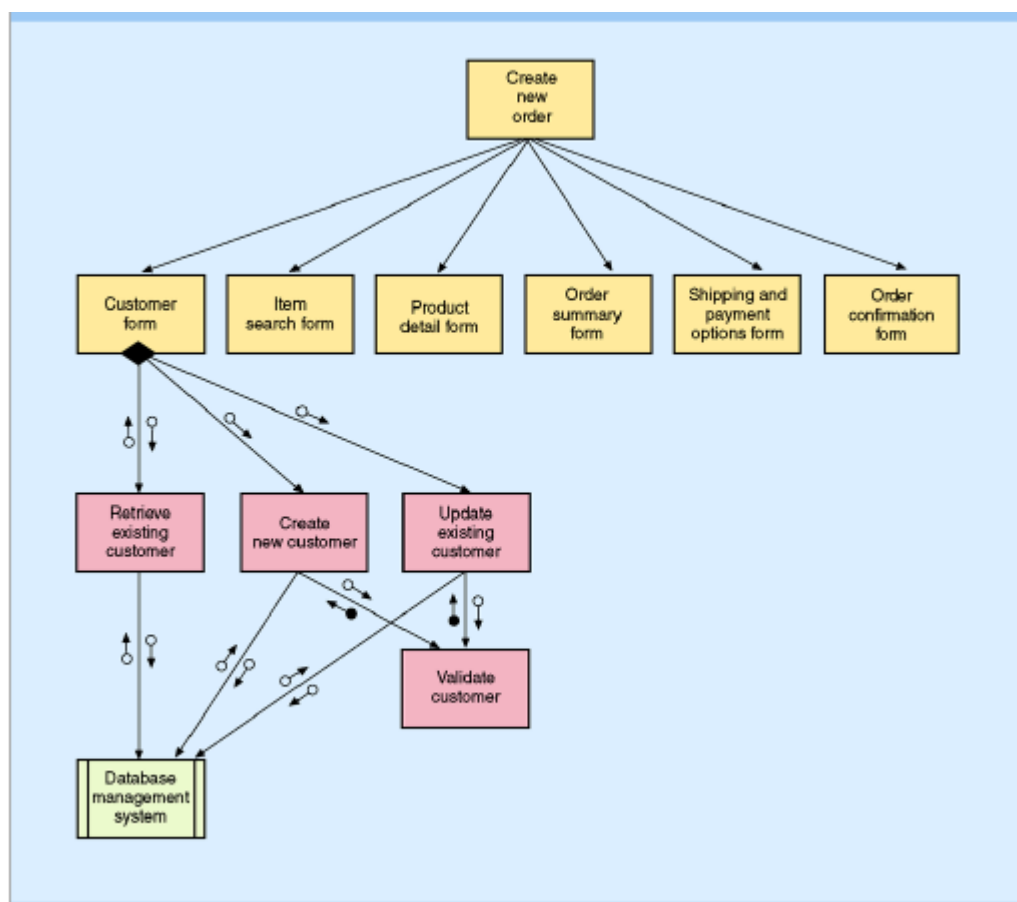 Create
new
order
Customer
form
Item
search form
Product
detail form
Order
summary
form
Shipping and
payment
options form
Order
confirmation
form
Retrieve
existing
customer
Create
new customer
Update
existing
customer
Validate
customer
Database
management
system